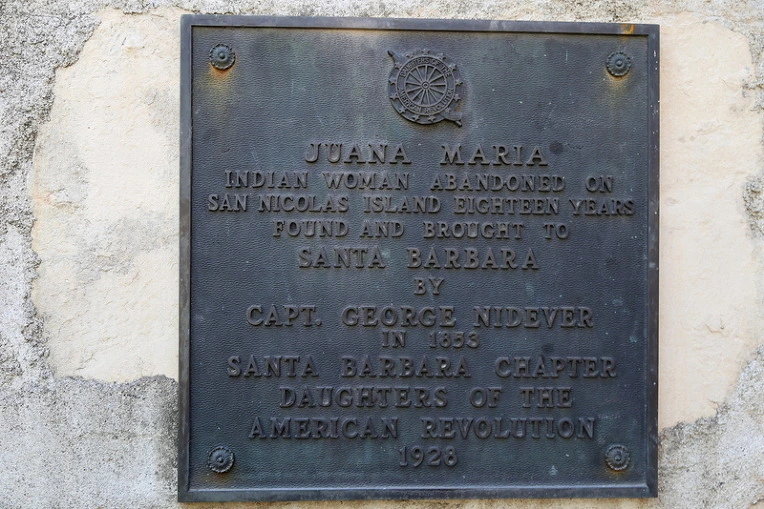 JUANA MARIA
INDIAN WOMAN ABANDONED ON
SAN NICOLAS ISLAND EIGHTEEN YEARS
FOUND AND BROUGHT TO
SANTA BARBARA
BY
CAPT. GEORGE NIDEVER
IN 1853
SANTA BARBARA CHAPTER
DAUGHTERS OF THE
AMERICAN REVOLUTION
1928